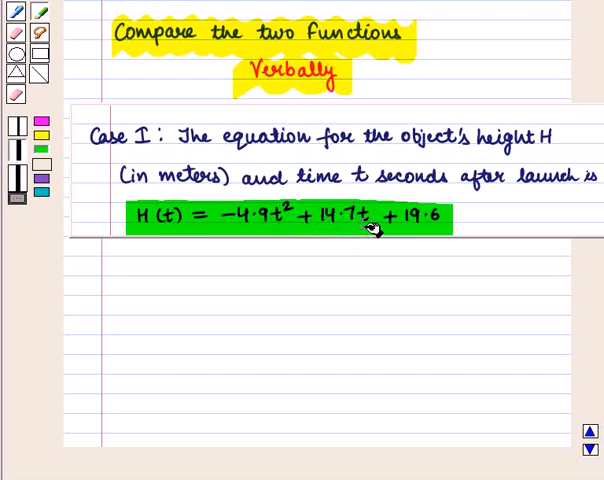 Compare the two functions
Verbally
Case I : The equation for the object's height H
(in meters) and time t seconds after launch is
H(t) = -4.9t² + 14.7t + 19.6